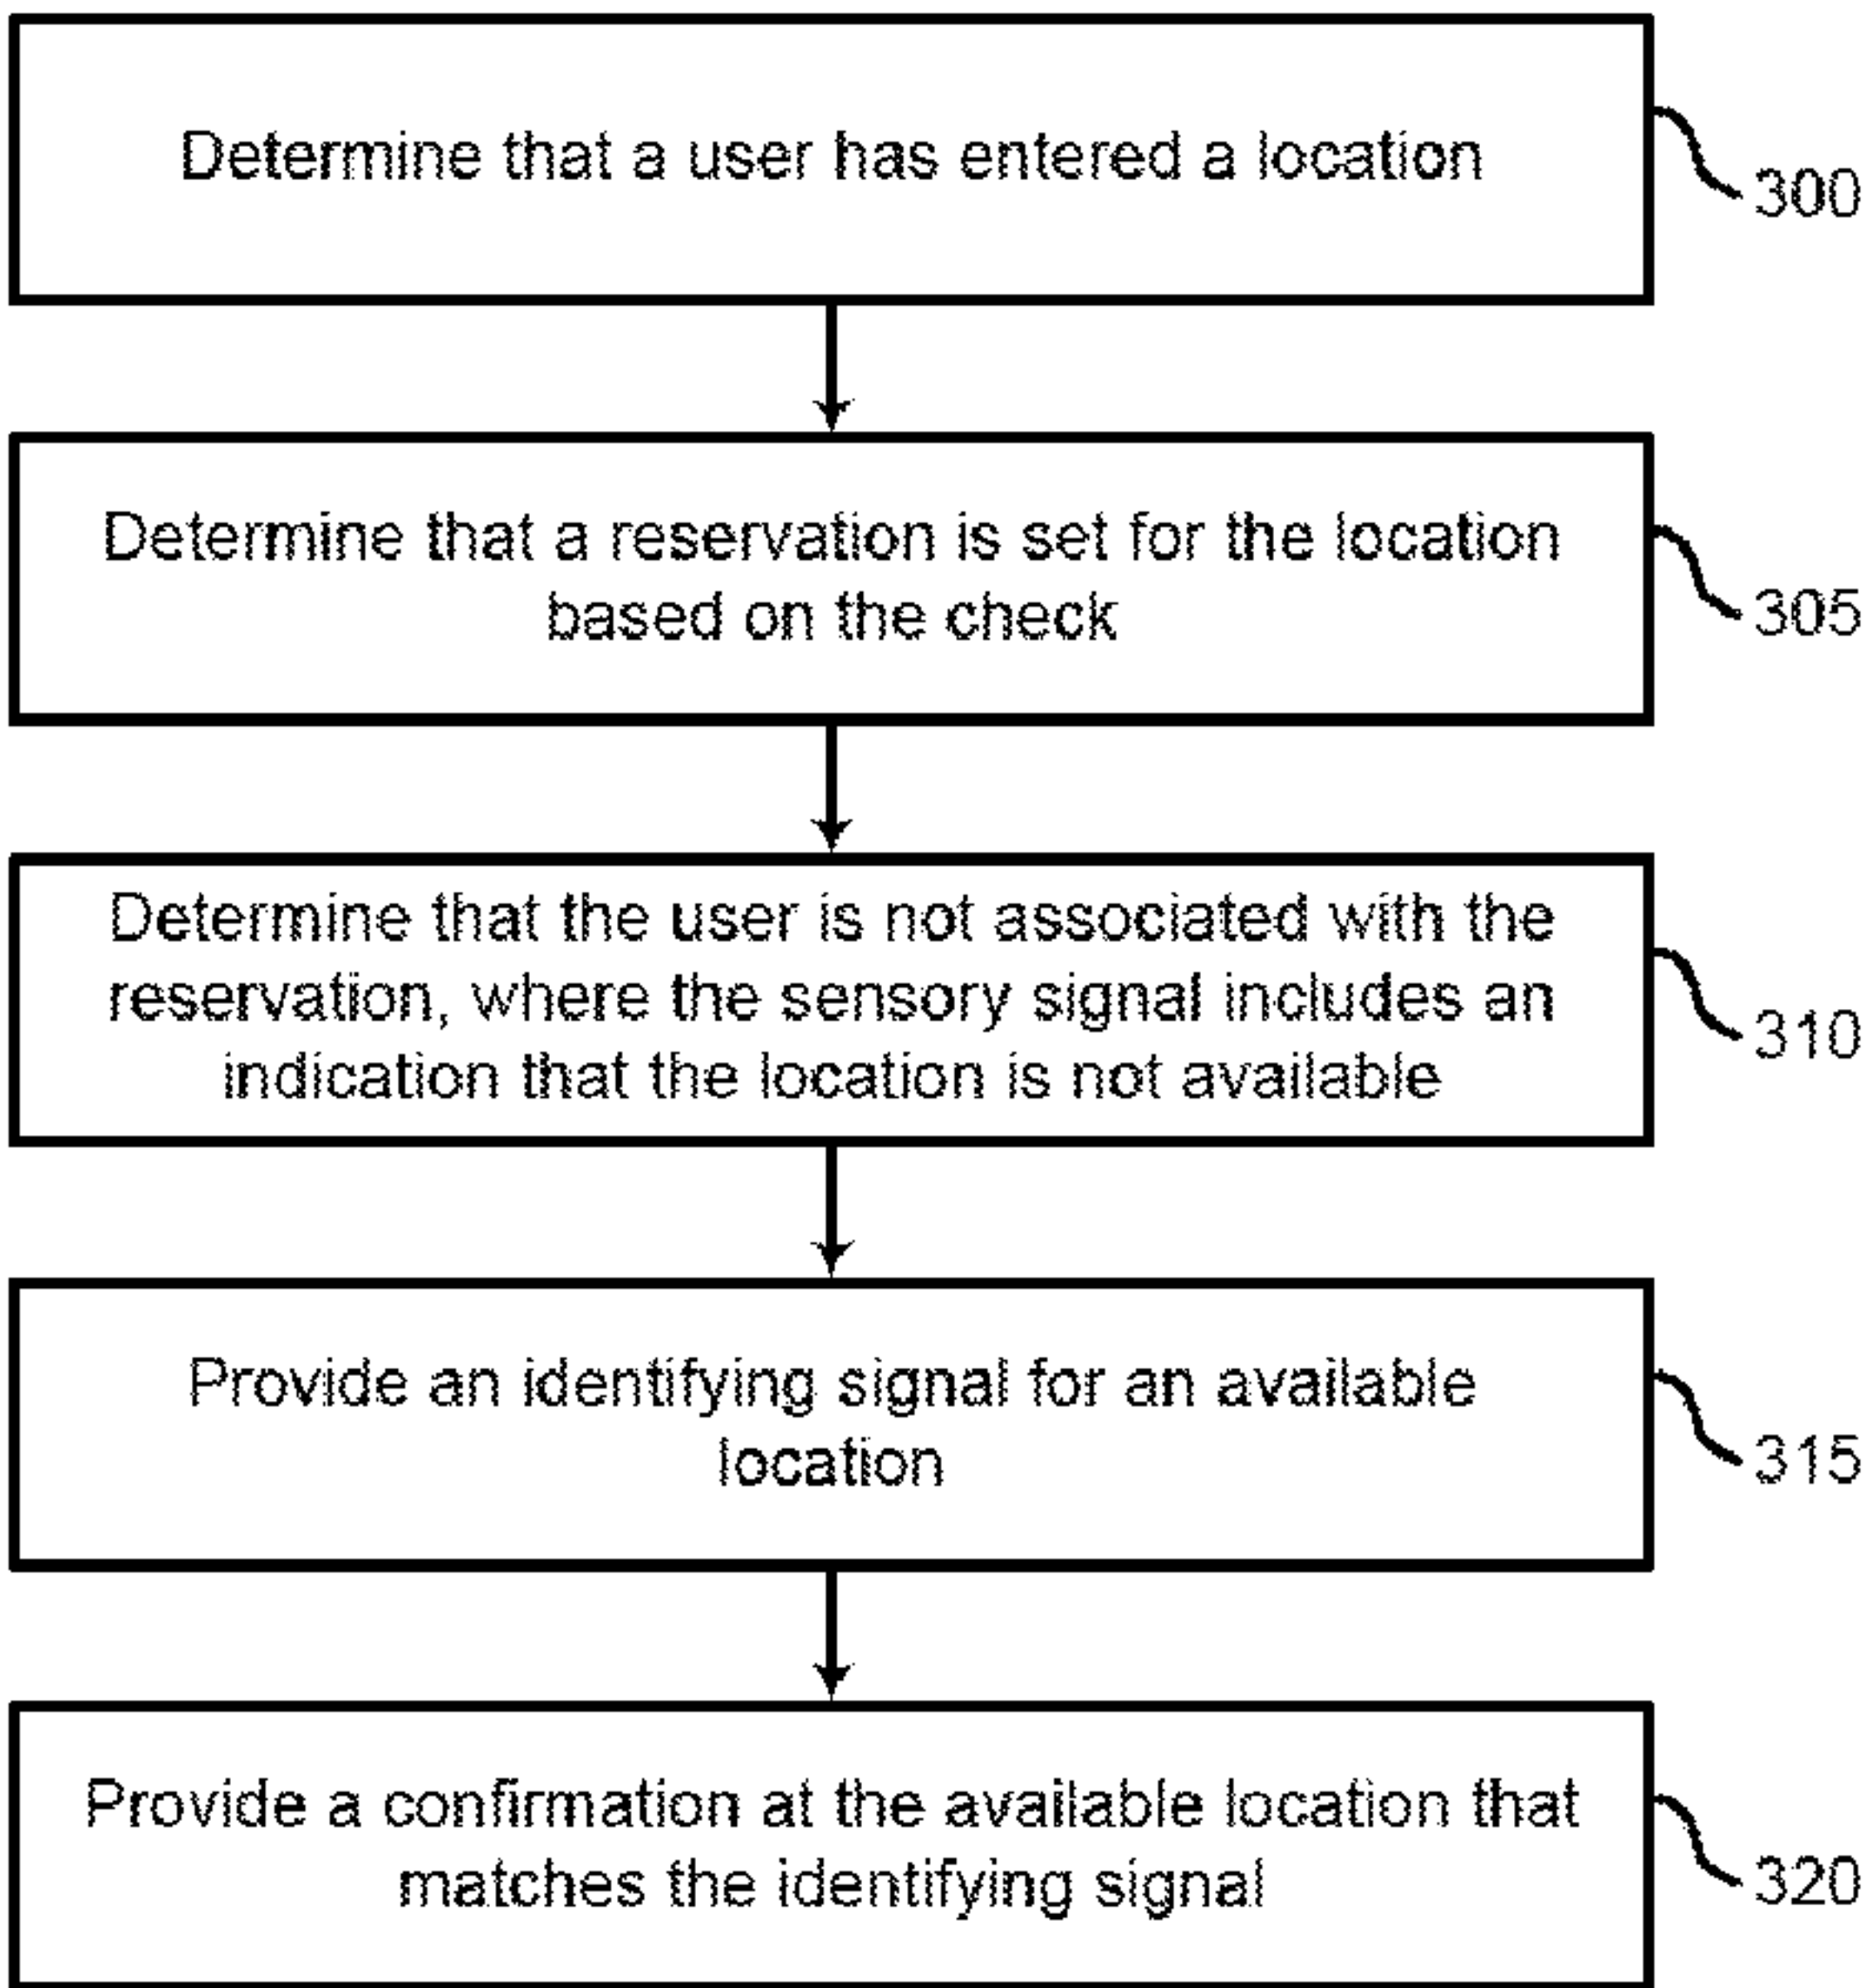 Determine that a user has entered a location
300
Determine that a reservation is set for the location
based on the check
305
Determine that the user is not associated with the
reservation, where the sensory signal includes an
indication that the location is not available
310
Provide an identifying signal for an available
location
315
Provide a confirmation at the available location that
matches the identifying signal
320